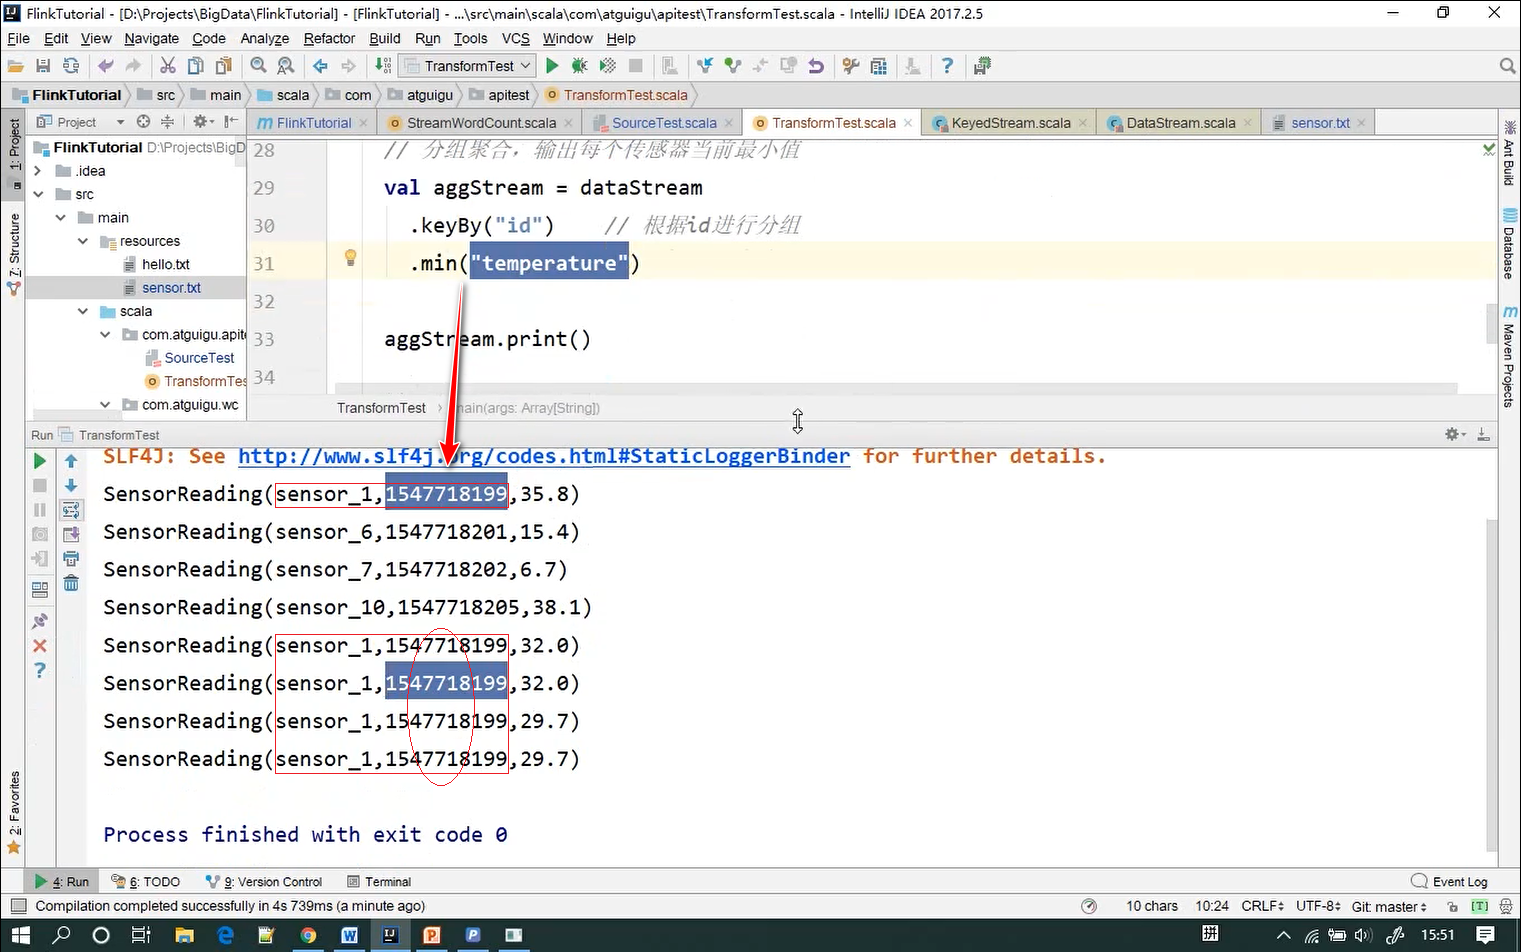 FlinkTutorial - [D:\Projects\BigData\FlinkTutorial] - [FlinkTutorial] - ...\src\main\scala\com\atguigu\apitest\TransformTest.scala - IntelliJ IDEA 2017.2.5
File Edit View Navigate Code Analyze Refactor Build Run Tools VCS Window Help
TransformTest
FlinkTutorial src main scala com atguigu apitest TransformTest.scala
Project
FlinkTutorial StreamWordCount.scala SourceTest.scala TransformTest.scala KeyedStream.scala DataStream.scala sensor.txt
1: Project
7: Structure
2: Favorites
FlinkTutorial D:\Projects\BigD
.idea
src
main
resources
hello.txt
sensor.txt
scala
com.atguigu.apite
SourceTest
TransformTes
com.atguigu.wc
28 // 分组聚合，输出每个传感器当前最小值
29 val aggStream = dataStream
30 .keyBy("id") // 根据id进行分组
31 .min("temperature")
32
33 aggStream.print()
34
TransformTest main(args: Array[String])
Ant Build
Database
Maven Projects
Run TransformTest
SLF4J: See http://www.slf4j.org/codes.html#StaticLoggerBinder for further details.
SensorReading(sensor_1,1547718199,35.8)
SensorReading(sensor_6,1547718201,15.4)
SensorReading(sensor_7,1547718202,6.7)
SensorReading(sensor_10,1547718205,38.1)
SensorReading(sensor_1,1547718199,32.0)
SensorReading(sensor_1,1547718199,32.0)
SensorReading(sensor_1,1547718199,29.7)
SensorReading(sensor_1,1547718199,29.7)
Process finished with exit code 0
4: Run 6: TODO 9: Version Control Terminal Event Log
Compilation completed successfully in 4s 739ms (a minute ago) 10 chars 10:24 CRLF UTF-8 Git: master [T]
拼 15:51